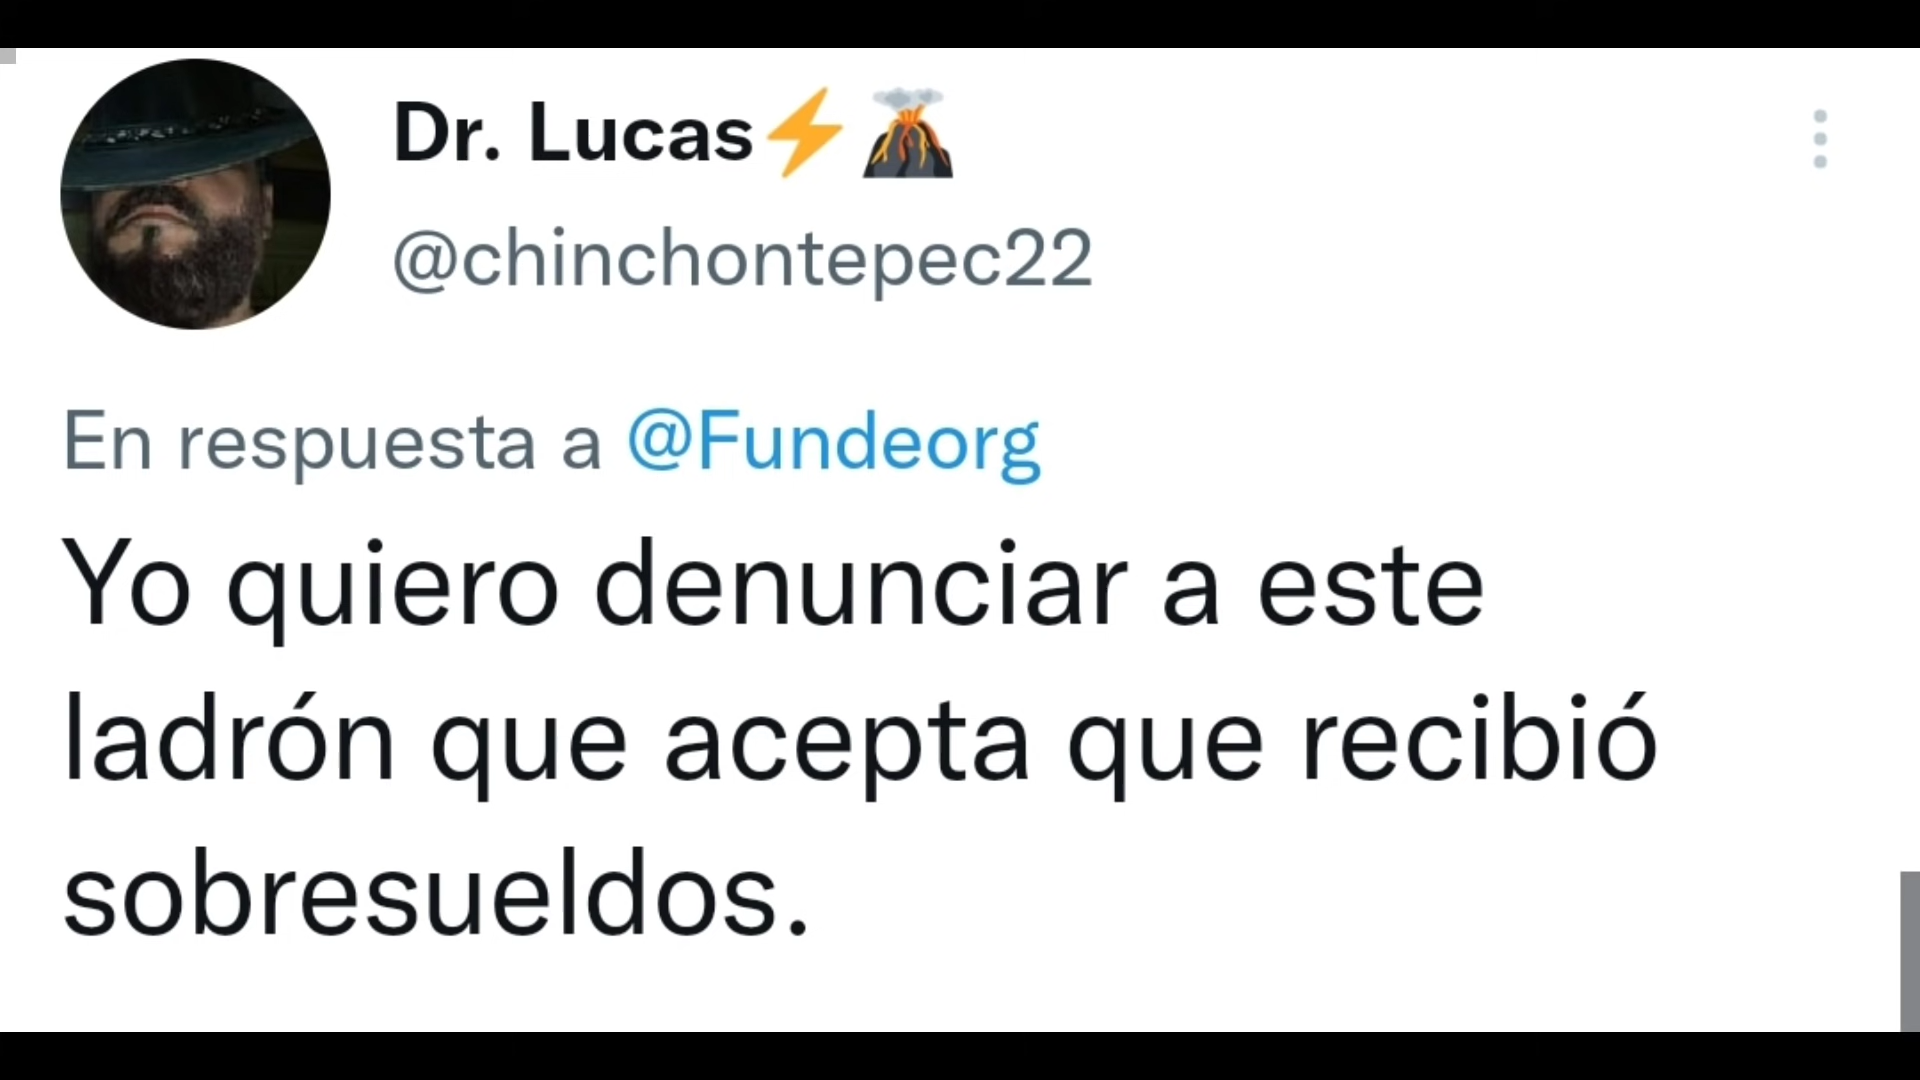 Dr. Lucas⚡🌋
@chinchontepec22
En respuesta a @Fundeorg
Yo quiero denunciar a este
ladrón que acepta que recibió
sobresueldos.